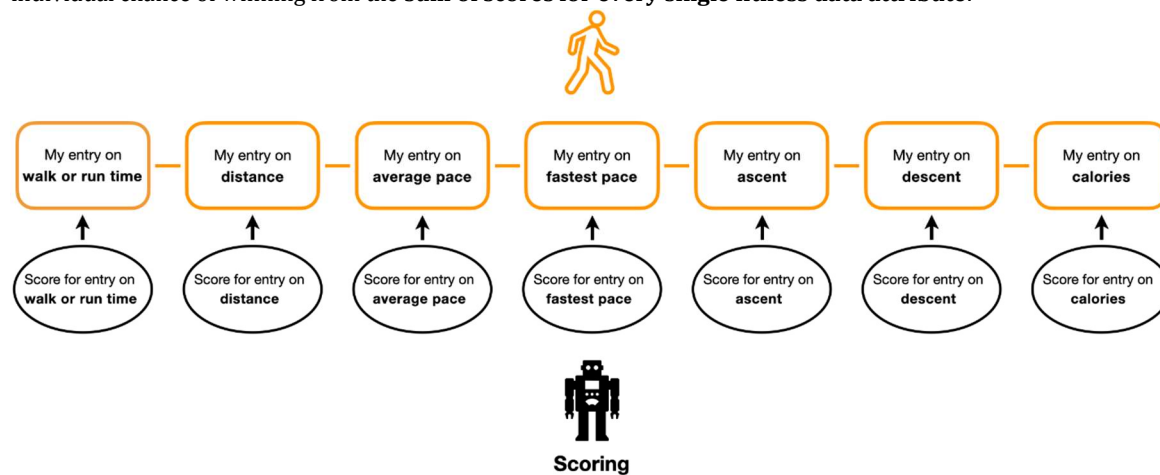 individual chance of winning from the sum of scores for every single fitness data attribute.
My entry on
walk or run time
My entry on
distance
My entry on
average pace
My entry on
fastest pace
My entry on
ascent
My entry on
descent
My entry on
calories
Score for entry on
walk or run time
Score for entry on
distance
Score for entry on
average pace
Score for entry on
fastest pace
Score for entry on
ascent
Score for entry on
descent
Score for entry on
calories
Scoring